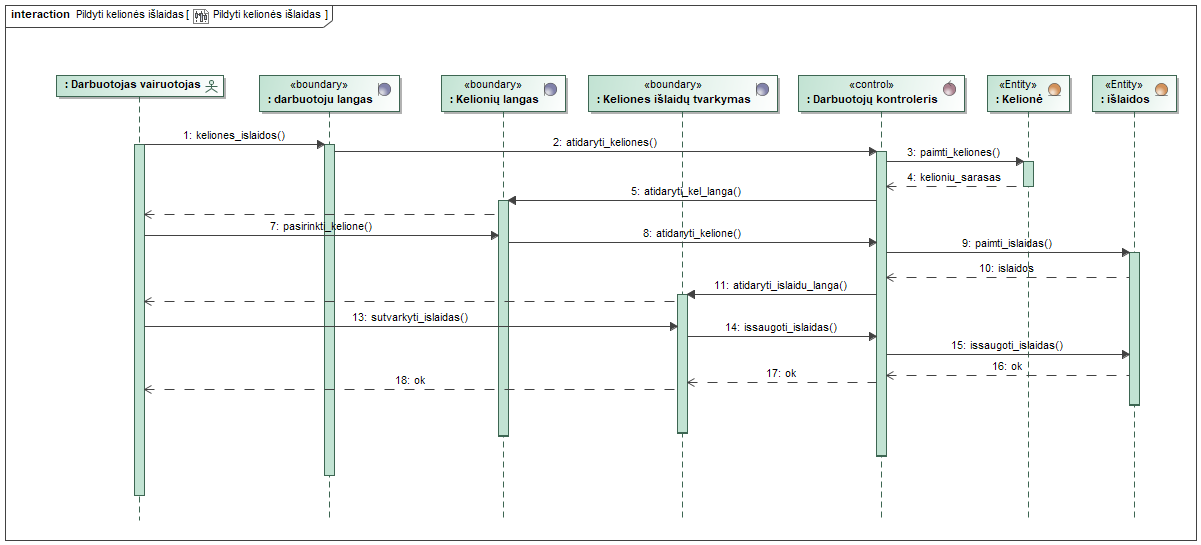 interaction Pildyti kelionės išlaidas [ Pildyti kelionės išlaidas ]
: Darbuotojas vairuotojas
«boundary»
: darbuotoju langas
«boundary»
: Kelionių langas
«boundary»
: Keliones išlaidų tvarkymas
«control»
: Darbuotojų kontroleris
«Entity»
: Kelionė
«Entity»
: išlaidos
1: keliones_islaidos()
2: atidaryti_keliones()
3: paimti_keliones()
4: kelioniu_sarasas
5: atidaryti_kel_langa()
7: pasirinkti_kelione()
8: atidaryti_kelione()
9: paimti_islaidas()
10: islaidos
11: atidaryti_islaidu_langa()
13: sutvarkyti_islaidas()
14: issaugoti_islaidas()
15: issaugoti_islaidas()
16: ok
17: ok
18: ok